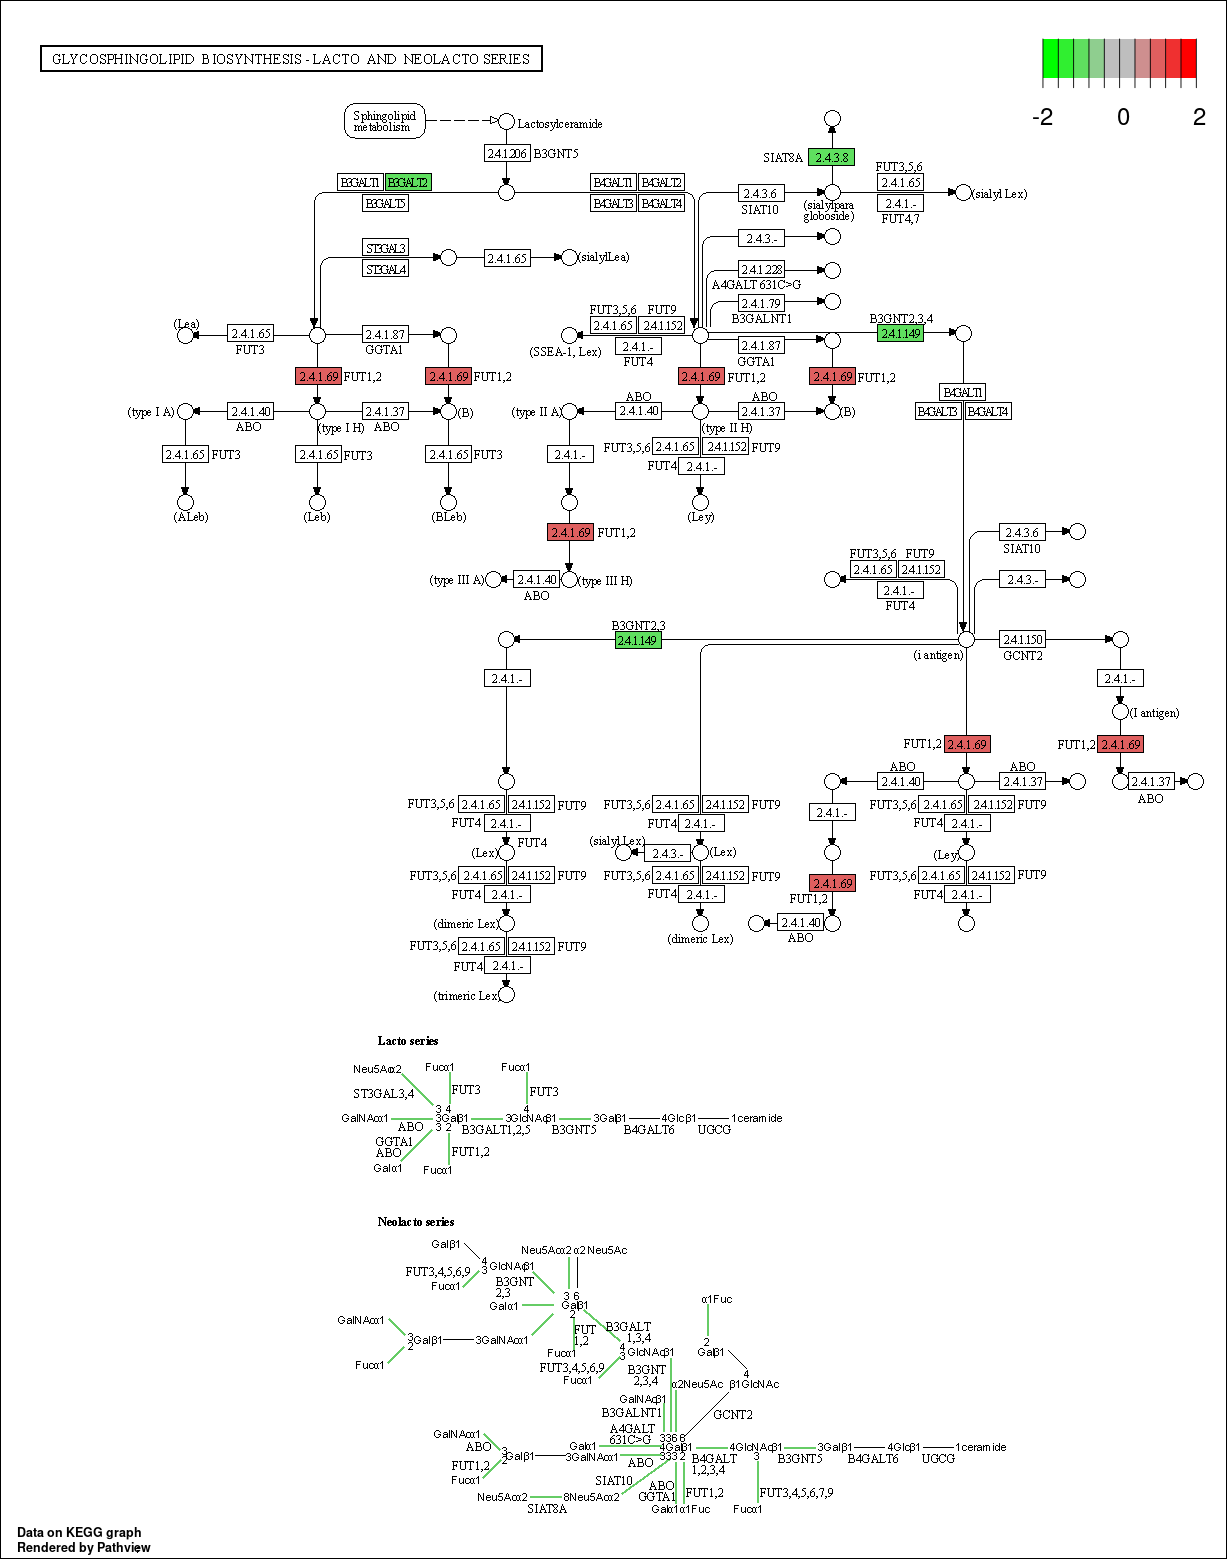 GLYCOSPHINGOLIPID BIOSYNTHESIS - LACTO AND NEOLACTO SERIES
-2 0 2
Sphingolipid
metabolism
Lactosylceramide
2.4.1.206 B3GNT5
SIAT8A 2.4.3.8
FUT3,5,6
B3GALT1 B3GALT2
B4GALT1 B4GALT2
2.4.1.65
2.4.3.6
(sialyl Lex)
B3GALT5
B4GALT3 B4GALT4
SIAT10
(sialylpara
globoside)
2.4.1.-
FUT4,7
2.4.3.-
ST3GAL3
ST3GAL4
2.4.1.65
(sialylLea)
2.4.1.228
A4GALT 631C>G
2.4.1.79
B3GALNT1
(Lea)
2.4.1.65
FUT3
2.4.1.87
GGTA1
FUT3,5,6 FUT9
2.4.1.65 2.4.1.152
2.4.1.-
FUT4
(SSEA-1, Lex)
2.4.1.87
GGTA1
B3GNT2,3,4
2.4.1.149
2.4.1.69 FUT1,2
2.4.1.69 FUT1,2
2.4.1.69 FUT1,2
2.4.1.69 FUT1,2
B4GALT1
B4GALT3 B4GALT4
(type I A)
2.4.1.40
ABO
(type I H)
2.4.1.37
ABO
(B)
(type II A)
ABO
2.4.1.40
(type II H)
ABO
2.4.1.37
(B)
2.4.1.65 FUT3
2.4.1.65 FUT3
2.4.1.65 FUT3
2.4.1.-
FUT3,5,6 2.4.1.65 2.4.1.152 FUT9
FUT4 2.4.1.-
(ALeb)
(Leb)
(BLeb)
(Ley)
2.4.1.69 FUT1,2
(type III A)
2.4.1.40
ABO
(type III H)
2.4.3.6
SIAT10
FUT3,5,6 FUT9
2.4.1.65 2.4.1.152
2.4.1.-
FUT4
2.4.3.-
B3GNT2,3
2.4.1.149
(i antigen)
2.4.1.150
GCNT2
2.4.1.-
2.4.1.-
(I antigen)
FUT1,2 2.4.1.69
FUT1,2 2.4.1.69
ABO
2.4.1.40
ABO
2.4.1.37
2.4.1.37
ABO
FUT3,5,6 2.4.1.65 2.4.1.152 FUT9
FUT4 2.4.1.-
FUT4
FUT3,5,6 2.4.1.65 2.4.1.152 FUT9
FUT4 2.4.1.-
2.4.1.-
FUT3,5,6 2.4.1.65 2.4.1.152 FUT9
FUT4 2.4.1.-
(Lex)
(sialyl Lex)
2.4.3.-
(Lex)
(Ley)
FUT3,5,6 2.4.1.65 2.4.1.152 FUT9
FUT4 2.4.1.-
FUT3,5,6 2.4.1.65 2.4.1.152 FUT9
FUT4 2.4.1.-
2.4.1.69
FUT1,2
FUT3,5,6 2.4.1.65 2.4.1.152 FUT9
FUT4 2.4.1.-
(dimeric Lex)
(dimeric Lex)
2.4.1.40
ABO
FUT3,5,6 2.4.1.65 2.4.1.152 FUT9
FUT4 2.4.1.-
(trimeric Lex)
Lacto series
Neu5Acα2 Fucα1 Fucα1
ST3GAL3,4 FUT3 FUT3
3 4 4
GalNAcα1 3Galβ1 3GlcNAcβ1 3Galβ1 4Glcβ1 1ceramide
ABO 3 2 B3GALT1,2,5 B3GNT5 B4GALT6 UGCG
GGTA1
ABO FUT1,2
Galα1 Fucα1
Neolacto series
Galβ1 Neu5Acα2 α2Neu5Ac
4
3 GlcNAcβ1
FUT3,4,5,6,9
Fucα1
B3GNT
2,3
3 6
Galα1 Galβ1
2
α1Fuc
GalNAcα1
3
2 Galβ1 3GalNAcα1
Fucα1
FUT
1,2
Fucα1
B3GALT
1,3,4
4
3 GlcNAcβ1
2
Galβ1
FUT3,4,5,6,9
Fucα1
B3GNT
2,3,4
4
α2Neu5Ac β1GlcNAc
GalNAcβ1
B3GALNT1
GCNT2
A4GALT
631C>G
GalNAcα1
ABO
3
2 Galβ1
FUT1,2
Fucα1
Galα1
3GalNAcα1
ABO
3366
4Galβ1 4GlcNAcβ1 3Galβ1 4Glcβ1 1ceramide
3332 B4GALT
1,2,3,4
3
B3GNT5 B4GALT6 UGCG
SIAT10
Neu5Acα2 8Neu5Acα2
SIAT8A
ABO
GGTA1
FUT1,2
Galα1 α1Fuc
FUT3,4,5,6,7,9
Fucα1
Data on KEGG graph
Rendered by Pathview